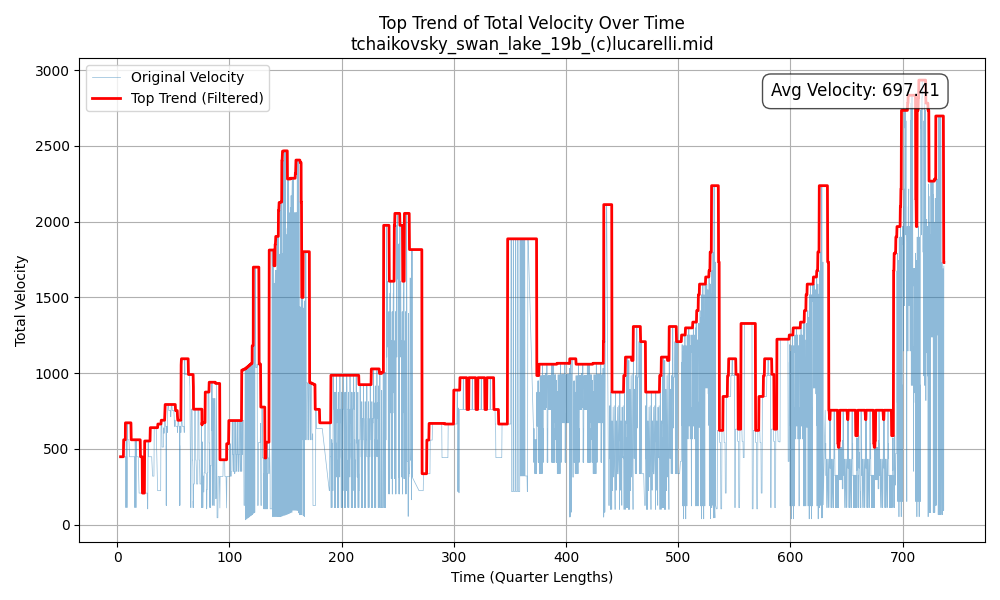 Top Trend of Total Velocity Over Time
tchaikovsky_swan_lake_19b_(c)lucarelli.mid
Original Velocity
Top Trend (Filtered)
Avg Velocity: 697.41
3000
2500
2000
1500
1000
500
0
Total Velocity
0 100 200 300 400 500 600 700
Time (Quarter Lengths)